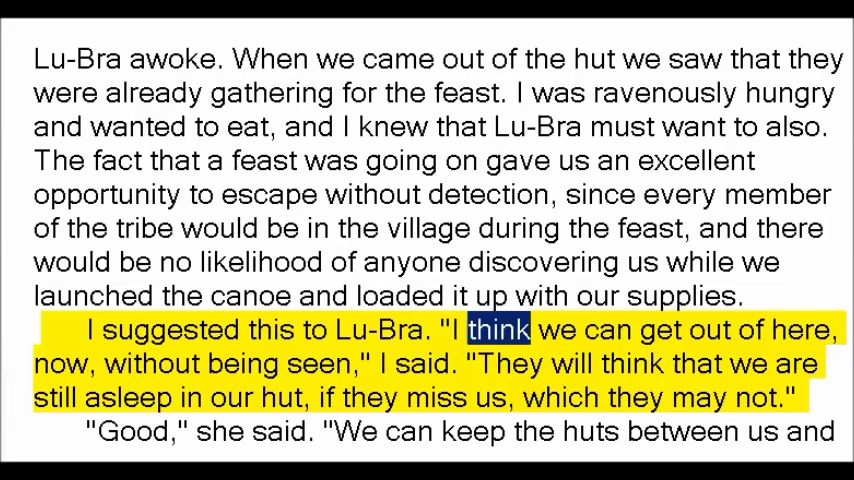 Lu-Bra awoke. When we came out of the hut we saw that they
were already gathering for the feast. I was ravenously hungry
and wanted to eat, and I knew that Lu-Bra must want to also.
The fact that a feast was going on gave us an excellent
opportunity to escape without detection, since every member
of the tribe would be in the village during the feast, and there
would be no likelihood of anyone discovering us while we
launched the canoe and loaded it up with our supplies.
I suggested this to Lu-Bra. "I think we can get out of here,
now, without being seen," I said. "They will think that we are
still asleep in our hut, if they miss us, which they may not."
"Good," she said. "We can keep the huts between us and